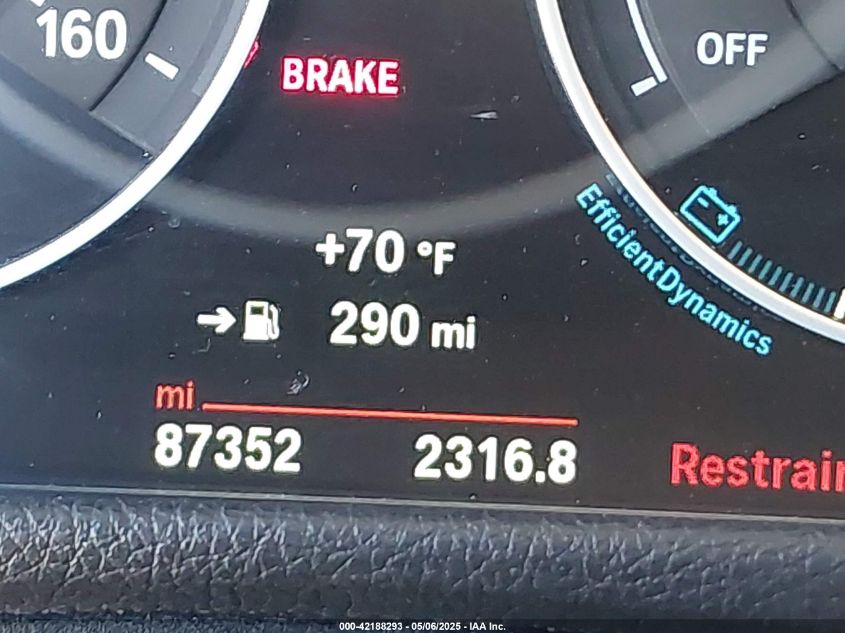 160
BRAKE
OFF
+70 °F
EfficientDynamics
290 mi
mi
87352 2316.8
Restrain
000-42188293 - 05/06/2025 - IAA Inc.